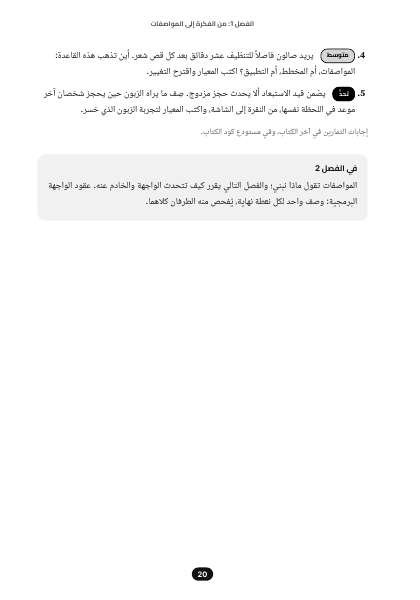 الفصل 1: من الفكرة إلى المواصفات
4. متوسط يريد صالون فاصلاً للتنظيف عشر دقائق بعد كل قص شعر. أين تذهب هذه القاعدة:
المواصفات، أم المخطط، أم التطبيق؟ اكتب المعيار واقترح التغيير.
5. تحدٍّ يضمن قيد الاستبعاد ألا يحدث حجز مزدوج. صِف ما يراه الزبون حين يحجز شخصان آخر
موعد في اللحظة نفسها، من النقرة إلى الشاشة، واكتب المعيار لتجربة الزبون الذي خسر.
إجابات التمارين في آخر الكتاب، وفي مستودع كود الكتاب.
في الفصل 2
المواصفات تقول ماذا نبني؛ والفصل التالي يقرر كيف تتحدث الواجهة والخادم عنه. عقود الواجهة
البرمجية: وصف واحد لكل نقطة نهاية، يُفحص منه الطرفان كلاهما.
20